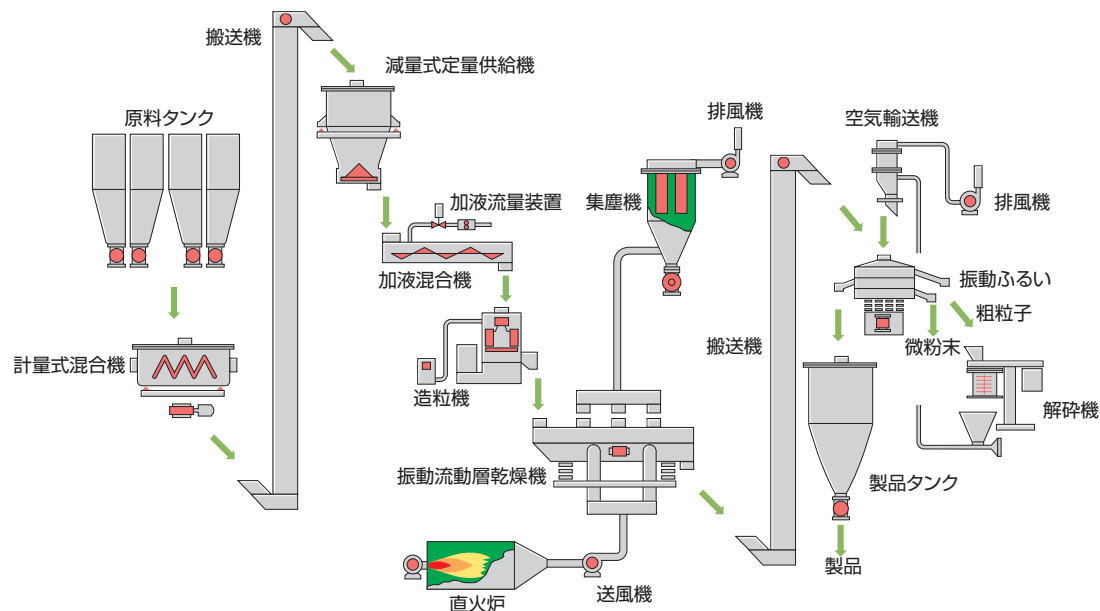 搬送機
減量式定量供給機
原料タンク
加液流量装置
加液混合機
計量式混合機
造粒機
振動流動層乾燥機
直火炉
送風機
集塵機
排風機
搬送機
空気輸送機
排風機
振動ふるい
粗粒子
微粉末
解砕機
製品タンク
製品